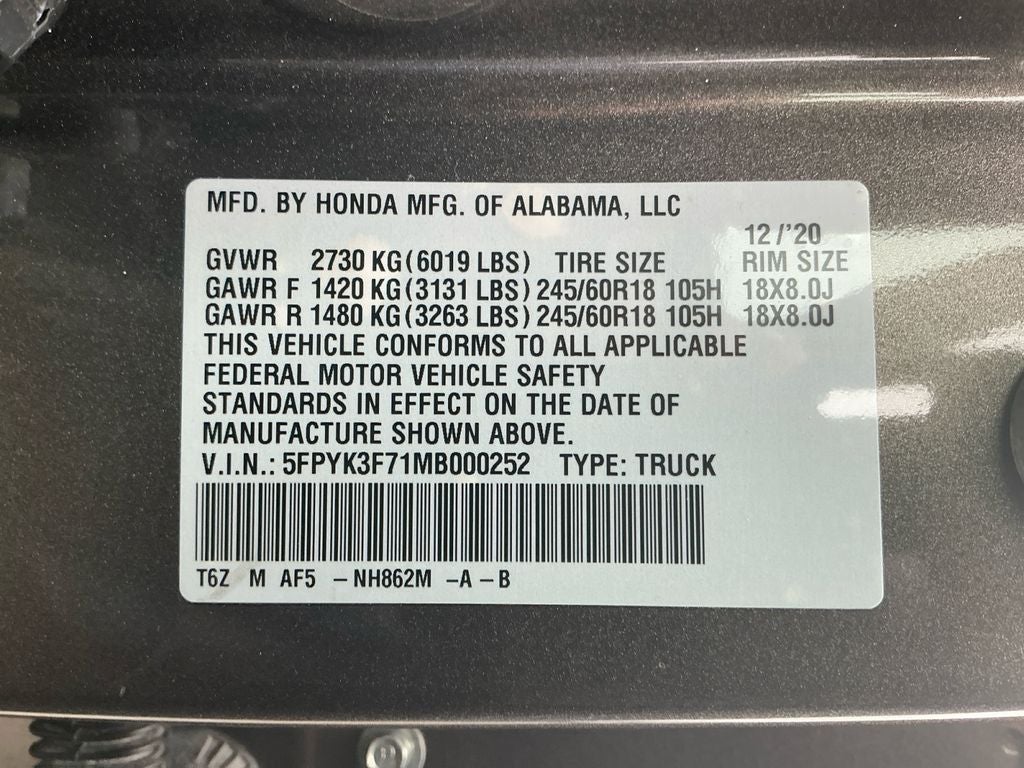 MFD. BY HONDA MFG. OF ALABAMA, LLC
12/'20
GVWR 2730 KG(6019 LBS) TIRE SIZE RIM SIZE
GAWR F 1420 KG(3131 LBS) 245/60R18 105H 18X8.0J
GAWR R 1480 KG(3263 LBS) 245/60R18 105H 18X8.0J
THIS VEHICLE CONFORMS TO ALL APPLICABLE
FEDERAL MOTOR VEHICLE SAFETY
STANDARDS IN EFFECT ON THE DATE OF
MANUFACTURE SHOWN ABOVE.
V.I.N.: 5FPYK3F71MB000252 TYPE: TRUCK
T6Z M AF5 -NH862M -A-B